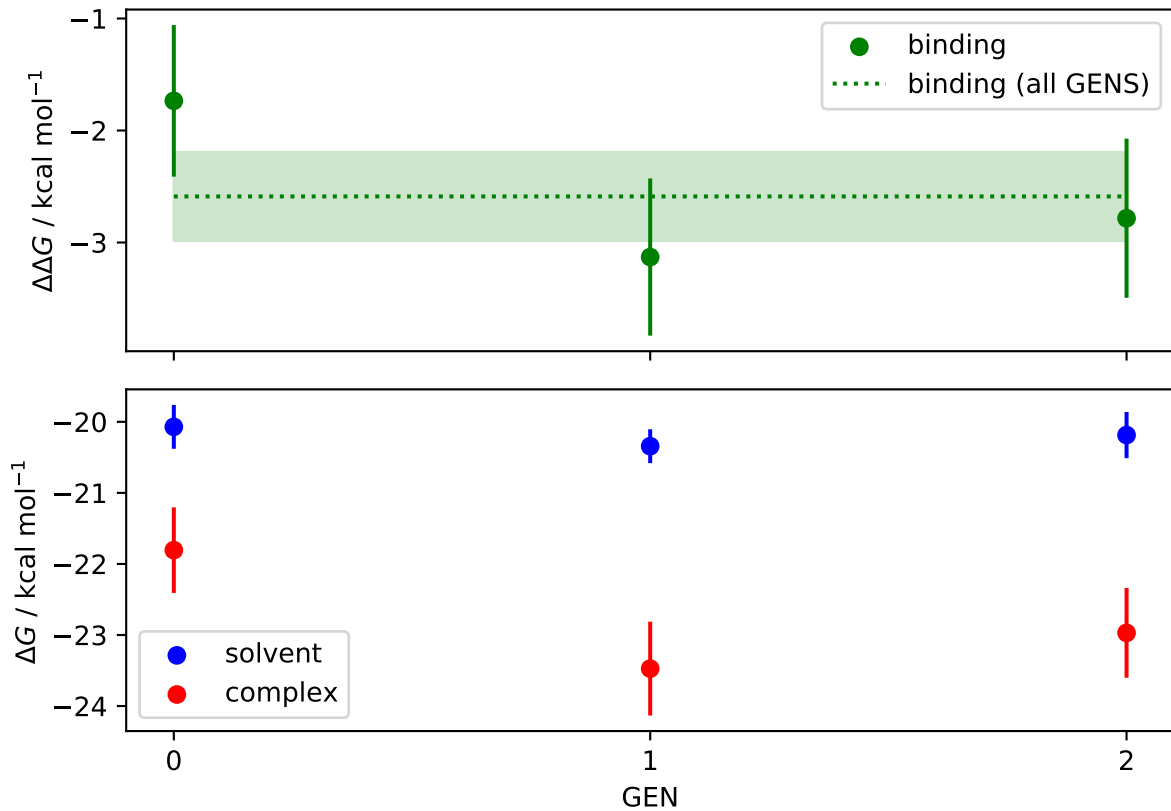 −1
−2
−3
ΔΔG / kcal mol⁻¹
binding
binding (all GENS)
−20
−21
−22
−23
−24
ΔG / kcal mol⁻¹
solvent
complex
0 1 2
GEN